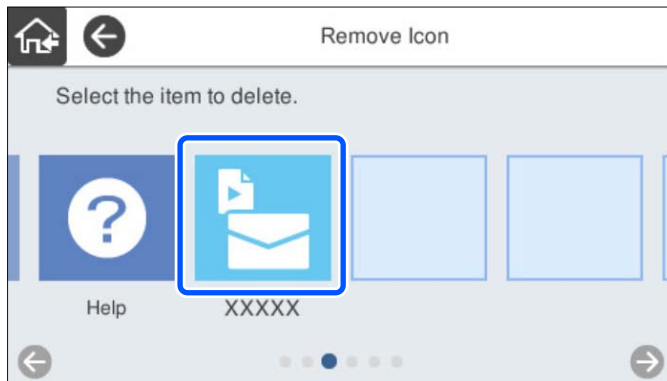 Remove Icon
Select the item to delete.
?
Help
XXXXX